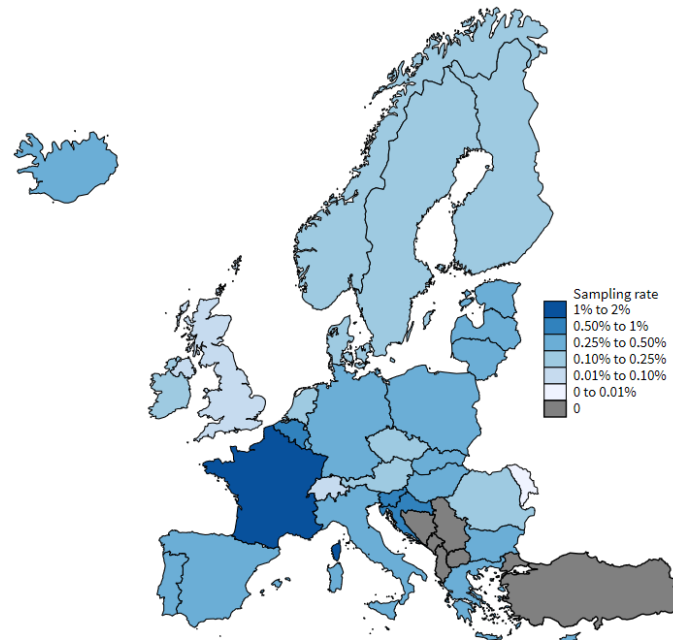 Sampling rate
1% to 2%
0.50% to 1%
0.25% to 0.50%
0.10% to 0.25%
0.01% to 0.10%
0 to 0.01%
0